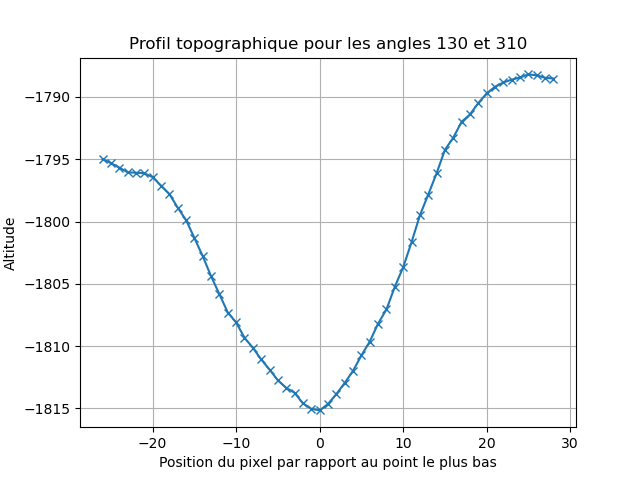 Profil topographique pour les angles 130 et 310
Altitude
−1790
−1795
−1800
−1805
−1810
−1815
−20 −10 0 10 20 30
Position du pixel par rapport au point le plus bas